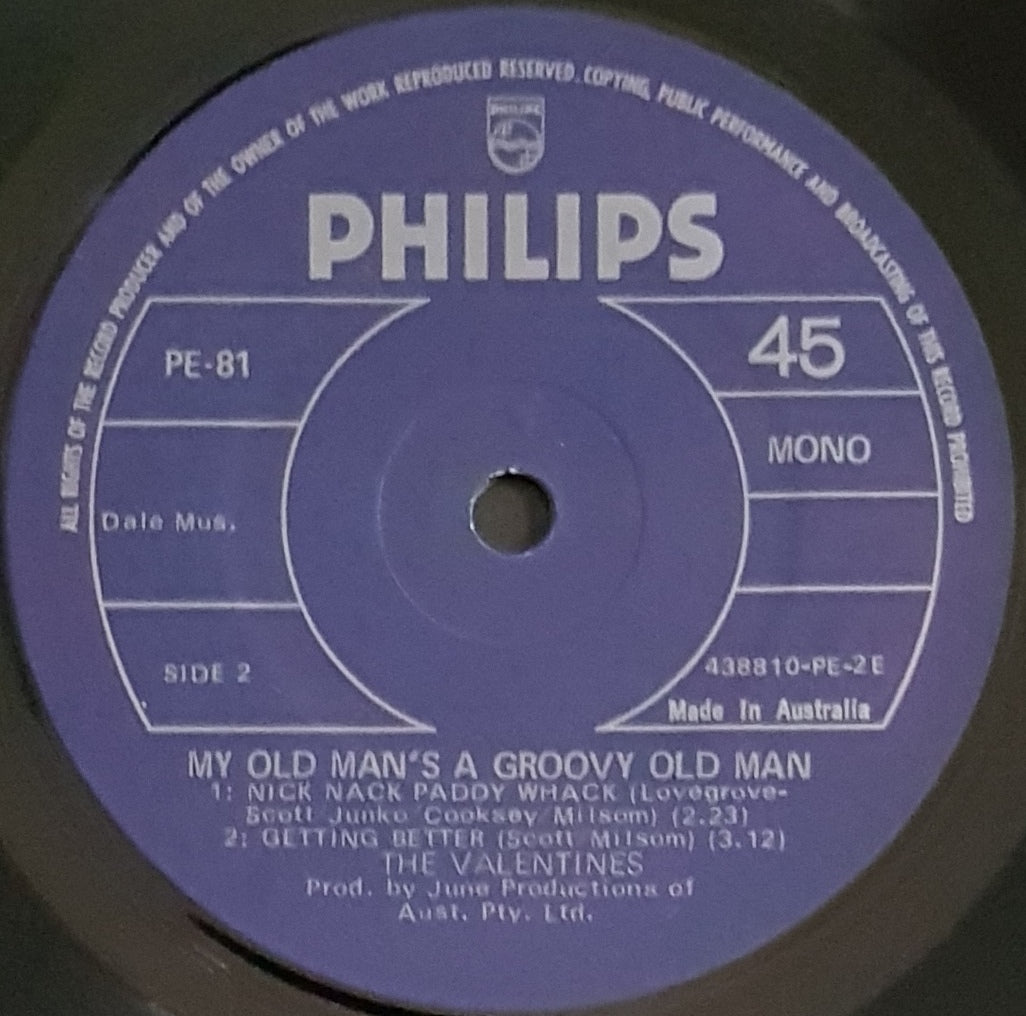 ALL RIGHTS OF THE RECORD PRODUCER AND OF THE OWNER OF THE WORK REPRODUCED RESERVED. COPYING, PUBLIC PERFORMANCE AND BROADCASTING OF THIS RECORD PROHIBITED
PHILIPS
PHILIPS
PE-81
45
MONO
Dale Mus.
SIDE 2
438810-PE-2E
Made In Australia
MY OLD MAN'S A GROOVY OLD MAN
1: NICK NACK PADDY WHACK (Lovegrove-
Scott Junko Cooksey Milsom) (2.23)
2: GETTING BETTER (Scott Milsom) (3.12)
THE VALENTINES
Prod. by June Productions of
Aust. Pty. Ltd.